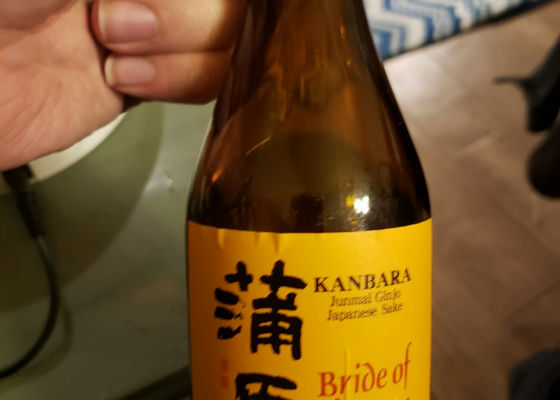 蒲
KANBARA
Junmai Ginjo
Japanese Sake
Bride of